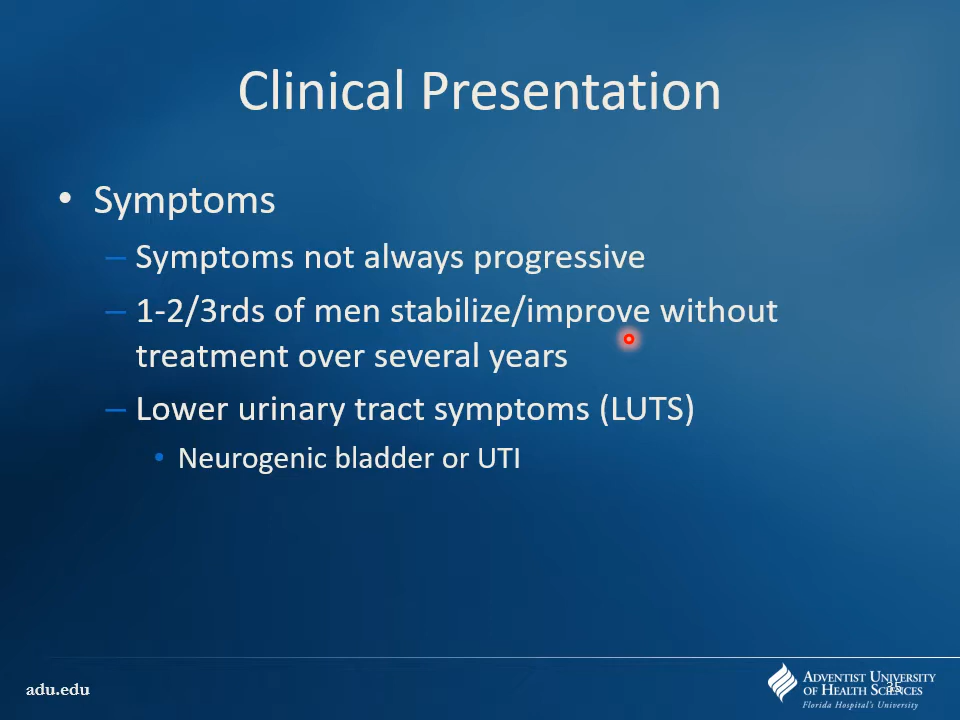 Clinical Presentation
• Symptoms
– Symptoms not always progressive
– 1-2/3rds of men stabilize/improve without
treatment over several years
– Lower urinary tract symptoms (LUTS)
• Neurogenic bladder or UTI
adu.edu
ADVENTIST UNIVERSITY
OF HEALTH SCIENCES
Florida Hospital's University
35